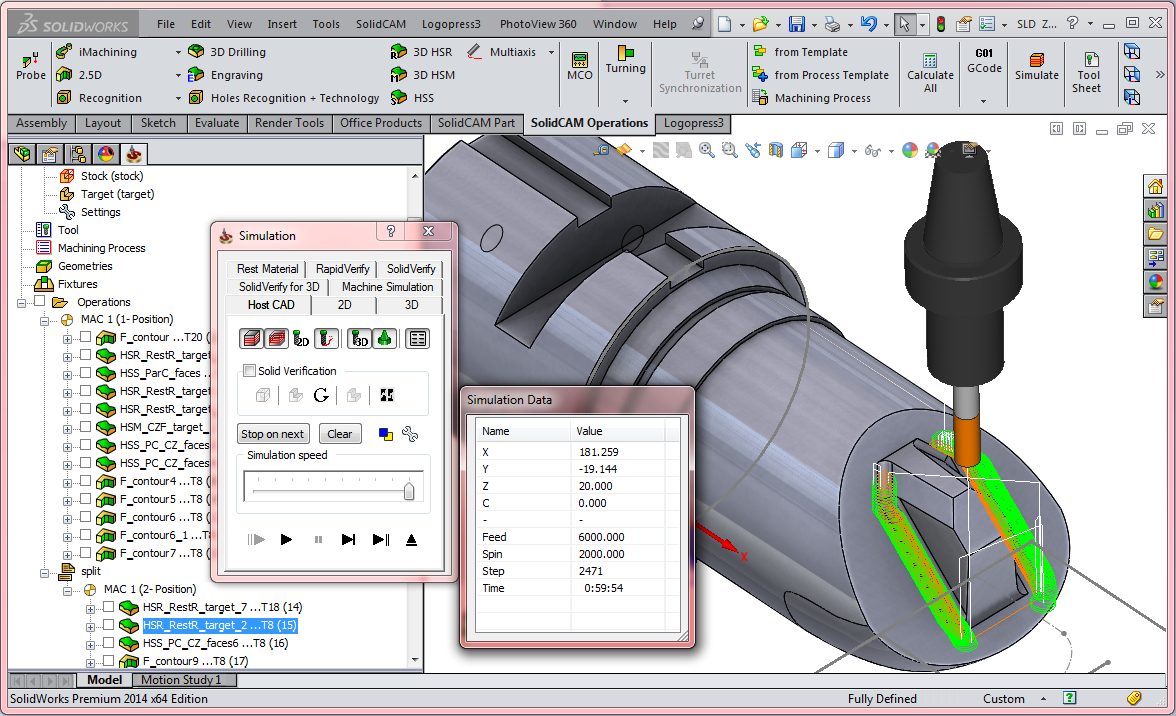 SOLIDWORKS File Edit View Insert Tools SolidCAM Logopress3 PhotoView 360 Window Help SLD Z... ?
Probe
iMachining
2.5D
Recognition
3D Drilling
Engraving
Holes Recognition + Technology
3D HSR
3D HSM
HSS
Multiaxis
MCO
Turning
Turret
Synchronization
from Template
from Process Template
Machining Process
Calculate
All
G01
GCode
Simulate
Tool
Sheet
Assembly Layout Sketch Evaluate Render Tools Office Products SolidCAM Part SolidCAM Operations Logopress3
Stock (stock)
Target (target)
Settings
Tool
Machining Process
Geometries
Fixtures
Operations
MAC 1 (1- Position)
F_contour ...T20 (
HSR_RestR_target
HSS_ParC_faces .
HSR_RestR_target
HSR_RestR_target
HSM_CZF_target_
HSS_PC_CZ_faces
HSS_PC_CZ_faces
F_contour4 ...T8 (
F_contour5 ...T8 (
F_contour6 ...T8 (
F_contour6_1 ...T
F_contour7 ...T8 (
split
MAC 1 (2- Position)
HSR_RestR_target_7 ...T18 (14)
HSR_RestR_target_2 ...T8 (15)
HSS_PC_CZ_faces6 ...T8 (16)
F_contour9 ...T8 (17)
Simulation ?
Rest Material RapidVerify SolidVerify
SolidVerify for 3D Machine Simulation
Host CAD 2D 3D
2D 3D
Solid Verification
Stop on next Clear
Simulation speed
Simulation Data
Name Value
X 181.259
Y -19.144
Z 20.000
C 0.000
- -
Feed 6000.000
Spin 2000.000
Step 2471
Time 0:59:54
X
Model Motion Study 1
SolidWorks Premium 2014 x64 Edition Fully Defined Custom ?